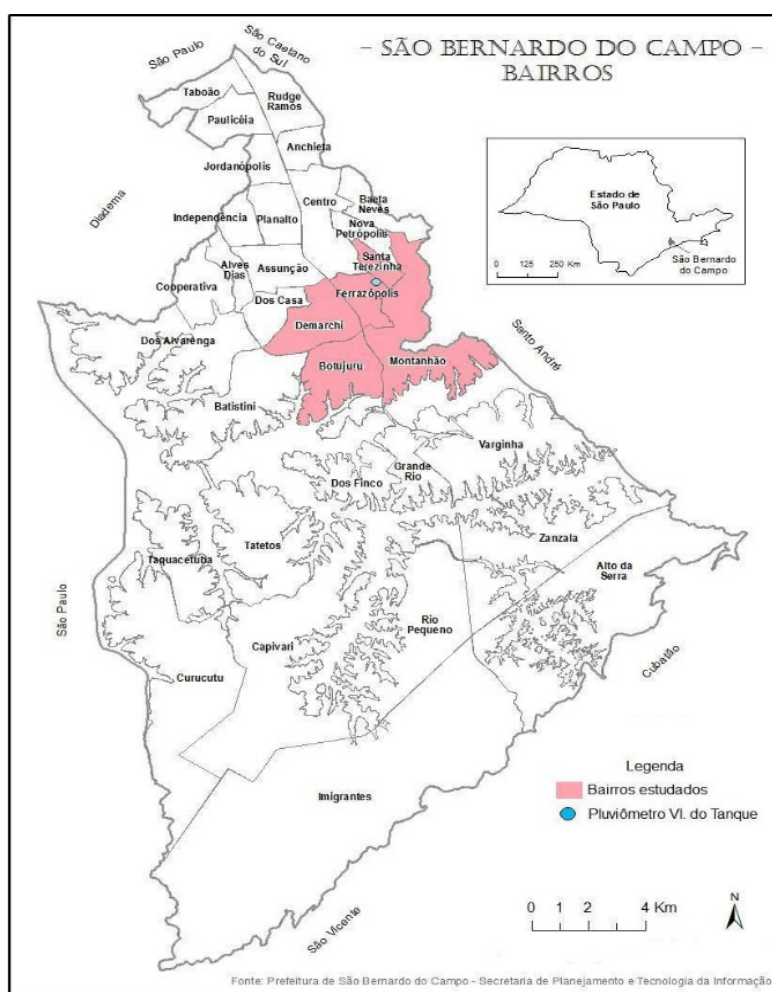 - SÃO BERNARDO DO CAMPO -
BAIRROS
São Paulo
São Caetano
do Sul
Taboão
Rudge
Ramos
Paulicéia
Anchieta
Jordanópolis
Diadema
Centro
Baeta
Neves
Independência
Planalto
Nova
Petrópolis
Santa
Terezinha
Alves
Dias
Assunção
Cooperativa
Dos Casa
Ferrazópolis
Demarchi
Dos Alvarenga
Botujuru
Montanhão
Santo André
Batistini
Varginha
Grande
Rio
Dos Finco
Zanzala
Tatetos
Taquacetuba
Alto da
Serra
São Paulo
Rio
Pequeno
Capivari
Curucutu
Cubatão
Imigrantes
São Vicente
Estado de
São Paulo
0 125 250 Km
São Bernardo
do Campo
Legenda
Bairros estudados
Pluviômetro Vl. do Tanque
0 1 2 4 Km
N
Fonte: Prefeitura de São Bernardo do Campo - Secretaria de Planejamento e Tecnologia da Informação